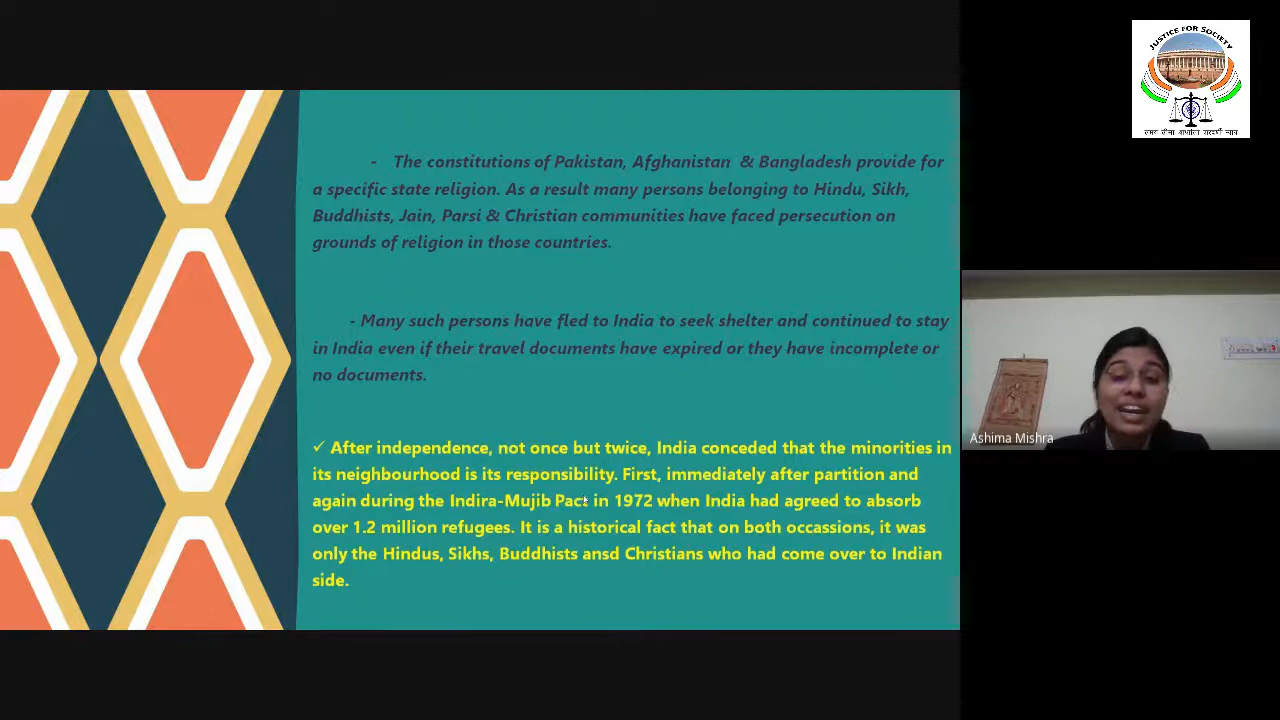 JUSTICE FOR SOCIETY
- The constitutions of Pakistan, Afghanistan & Bangladesh provide for
a specific state religion. As a result many persons belonging to Hindu, Sikh,
Buddhists, Jain, Parsi & Christian communities have faced persecution on
grounds of religion in those countries.
- Many such persons have fled to India to seek shelter and continued to stay
in India even if their travel documents have expired or they have incomplete or
no documents.
✓ After independence, not once but twice, India conceded that the minorities in
its neighbourhood is its responsibility. First, immediately after partition and
again during the Indira-Mujib Pact in 1972 when India had agreed to absorb
over 1.2 million refugees. It is a historical fact that on both occassions, it was
only the Hindus, Sikhs, Buddhists ansd Christians who had come over to Indian
side.
Ashima Mishra